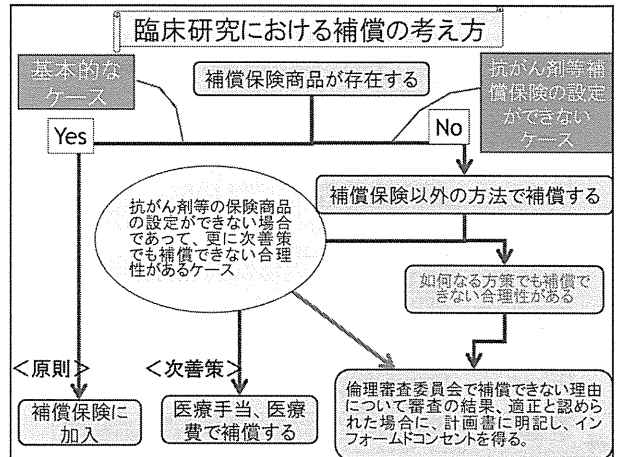 臨床研究における補償の考え方
基本的な
ケース
補償保険商品が存在する
抗がん剤等補
償保険の設定
ができない
ケース
Yes
No
補償保険以外の方法で補償する
抗がん剤等の保険商品
の設定ができない場合
であって、更に次善策
でも補償できない合理
性があるケース
如何なる方策でも補償で
きない合理性がある
＜原則＞
＜次善策＞
補償保険に
加入
医療手当、医療
費で補償する
倫理審査委員会で補償できない理由
について審査の結果、適正と認めら
れた場合に、計画書に明記し、イン
フォームドコンセントを得る。